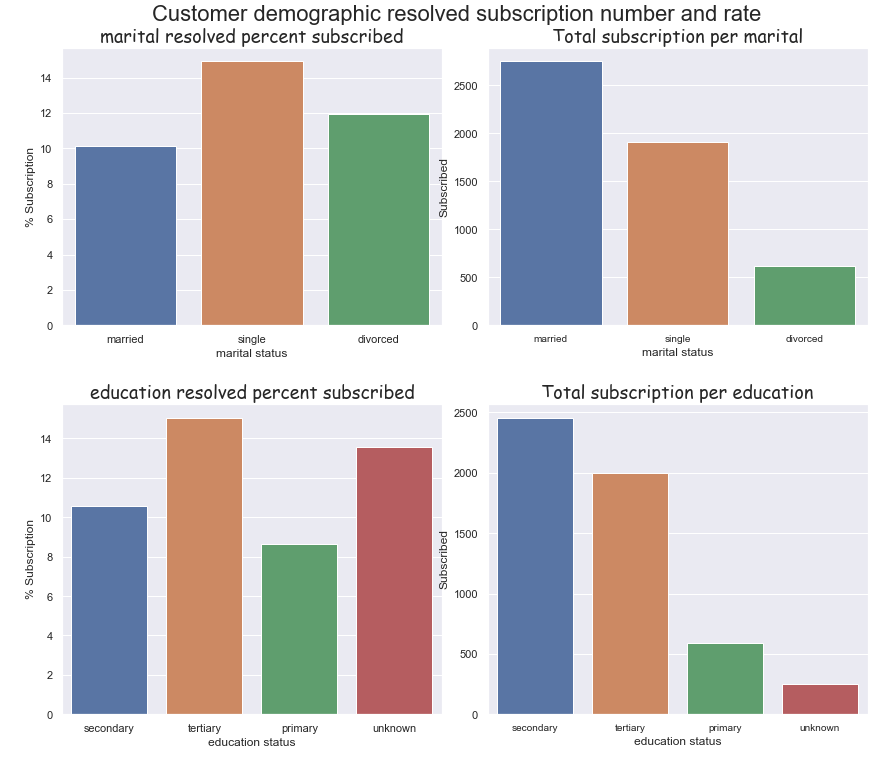 Customer demographic resolved subscription number and rate
marital resolved percent subscribed
14
12
10
8
6
4
2
0
% Subscription
married single divorced
marital status
Total subscription per marital
2500
2000
1500
1000
500
0
Subscribed
married single divorced
marital status
education resolved percent subscribed
14
12
10
8
6
4
2
0
% Subscription
secondary tertiary primary unknown
education status
Total subscription per education
2500
2000
1500
1000
500
0
Subscribed
secondary tertiary primary unknown
education status